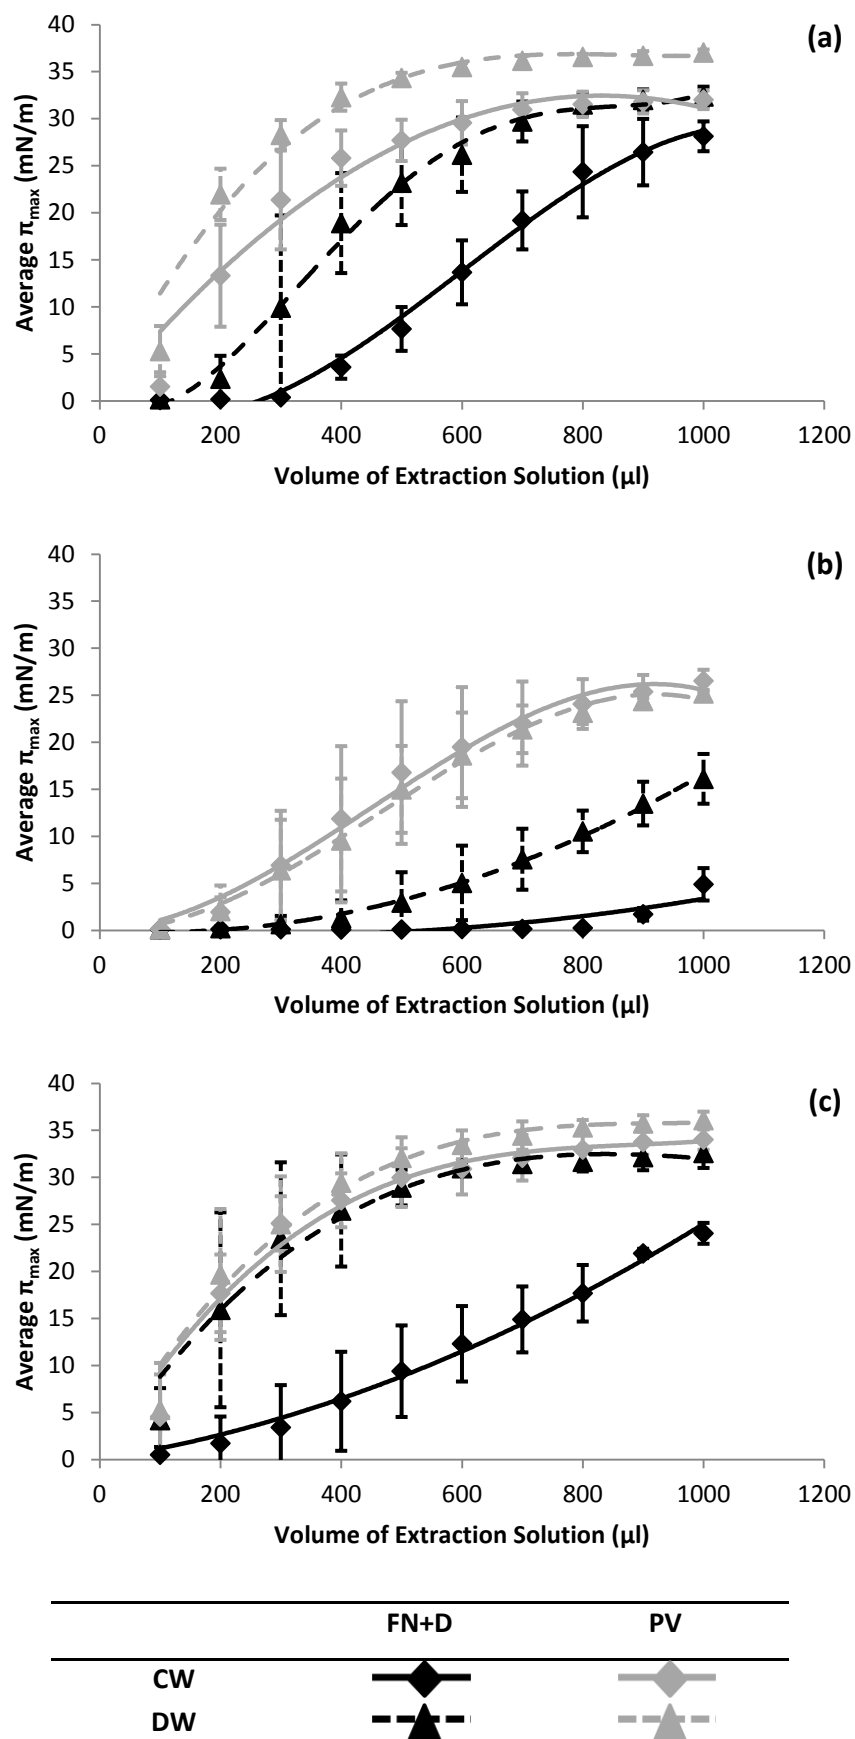 (a)
40
35
30
25
20
15
10
5
0
Average πmax (mN/m)
0 200 400 600 800 1000 1200
Volume of Extraction Solution (µl)
(b)
40
35
30
25
20
15
10
5
0
Average πmax (mN/m)
0 200 400 600 800 1000 1200
Volume of Extraction Solution (µl)
(c)
40
35
30
25
20
15
10
5
0
Average πmax (mN/m)
0 200 400 600 800 1000 1200
Volume of Extraction Solution (µl)
FN+D PV
CW
DW